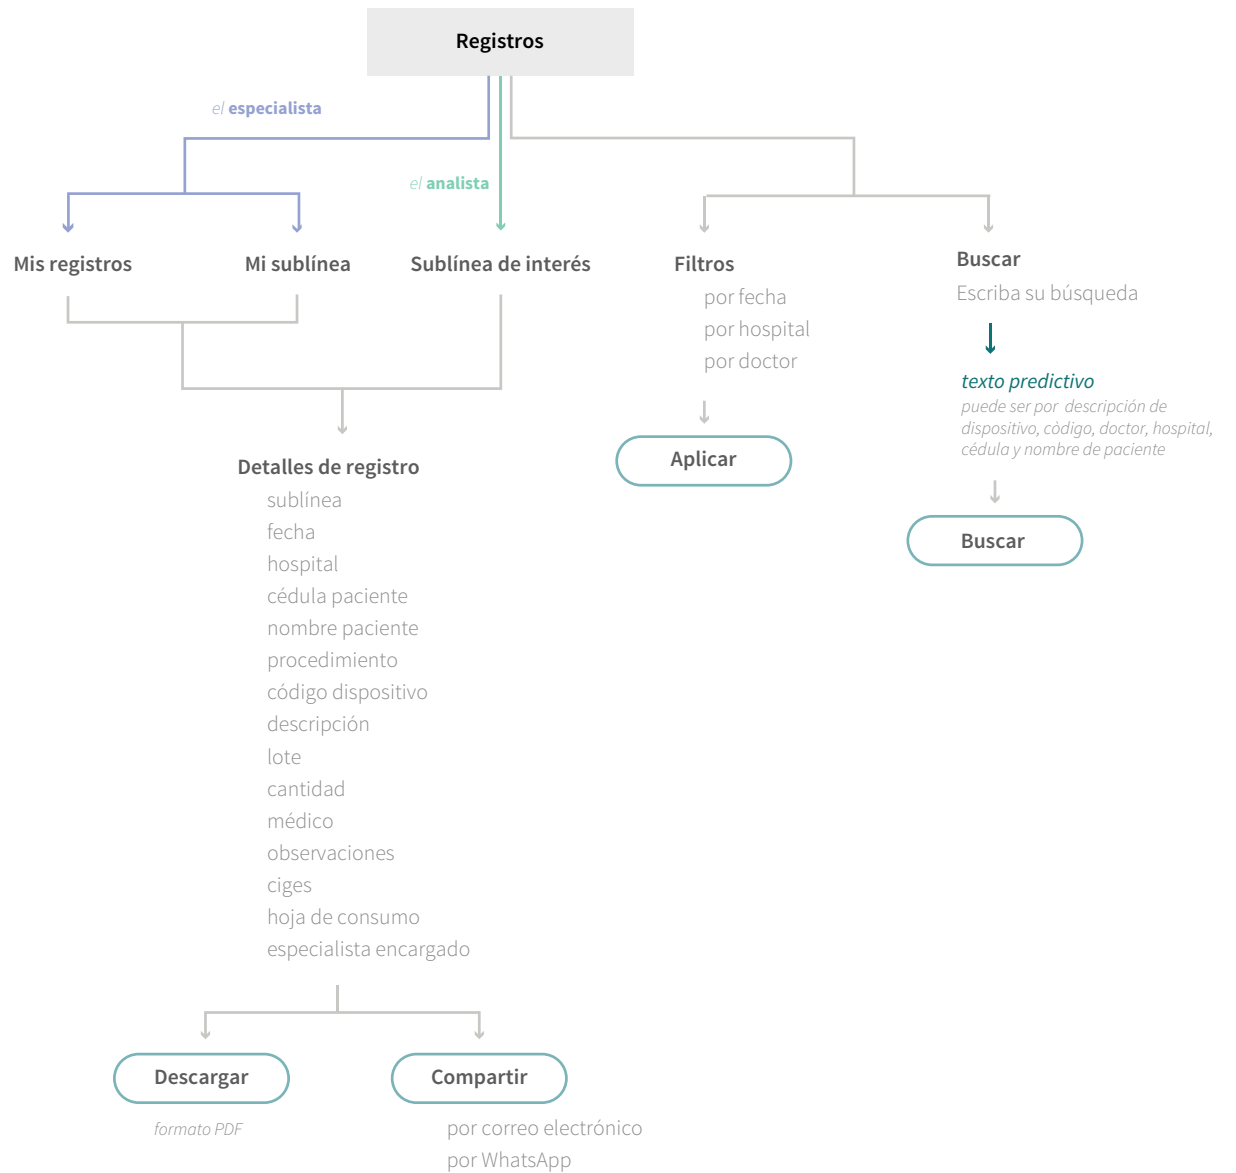 Registros
el especialista
el analista
Mis registros
Mi sublínea
Sublínea de interés
Filtros
por fecha
por hospital
por doctor
Aplicar
Buscar
Escriba su búsqueda
texto predictivo
puede ser por descripción de
dispositivo, còdigo, doctor, hospital,
cédula y nombre de paciente
Buscar
Detalles de registro
sublínea
fecha
hospital
cédula paciente
nombre paciente
procedimiento
código dispositivo
descripción
lote
cantidad
médico
observaciones
ciges
hoja de consumo
especialista encargado
Descargar
formato PDF
Compartir
por correo electrónico
por WhatsApp